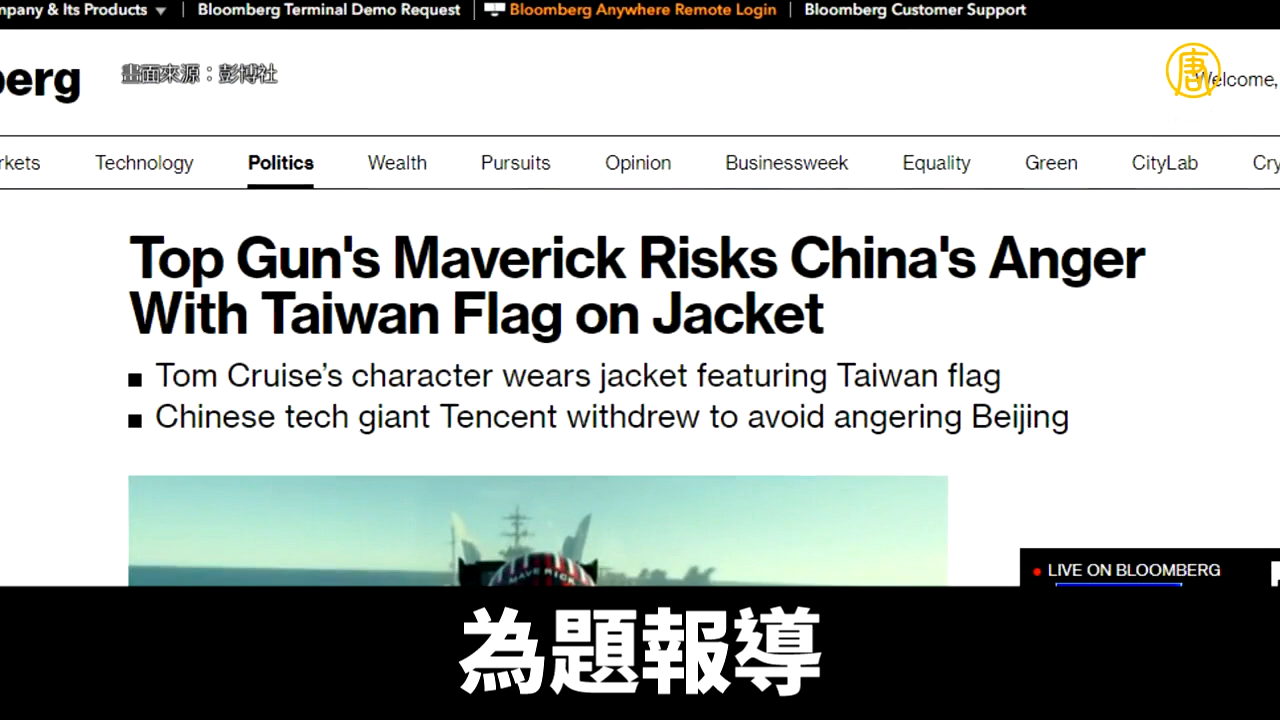 mpany & Its Products
Bloomberg Terminal Demo Request
Bloomberg Anywhere Remote Login
Bloomberg Customer Support
berg
畫面來源：彭博社
唐
Welcome,
rkets
Technology
Politics
Wealth
Pursuits
Opinion
Businessweek
Equality
Green
CityLab
Cry
Top Gun's Maverick Risks China's Anger
With Taiwan Flag on Jacket
Tom Cruise's character wears jacket featuring Taiwan flag
Chinese tech giant Tencent withdrew to avoid angering Beijing
MAVERICK
LIVE ON BLOOMBERG
為題報導